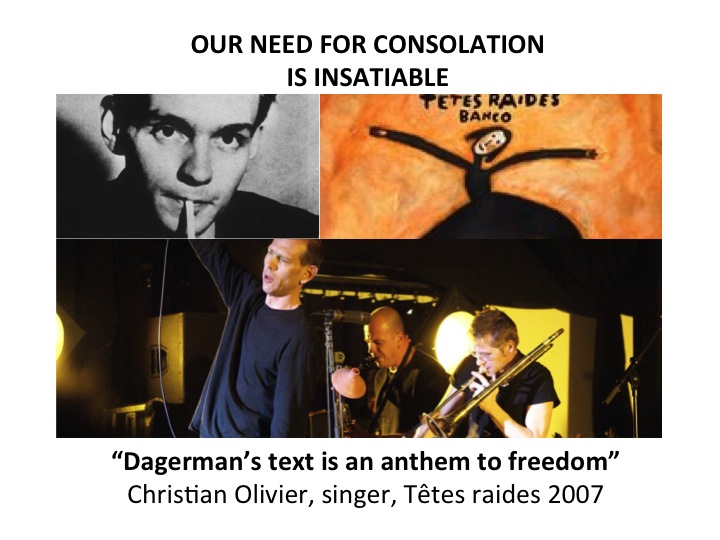 OUR NEED FOR CONSOLATION
IS INSATIABLE
TETES RAIDES
BANCO
“Dagerman’s text is an anthem to freedom”
Christian Olivier, singer, Têtes raides 2007